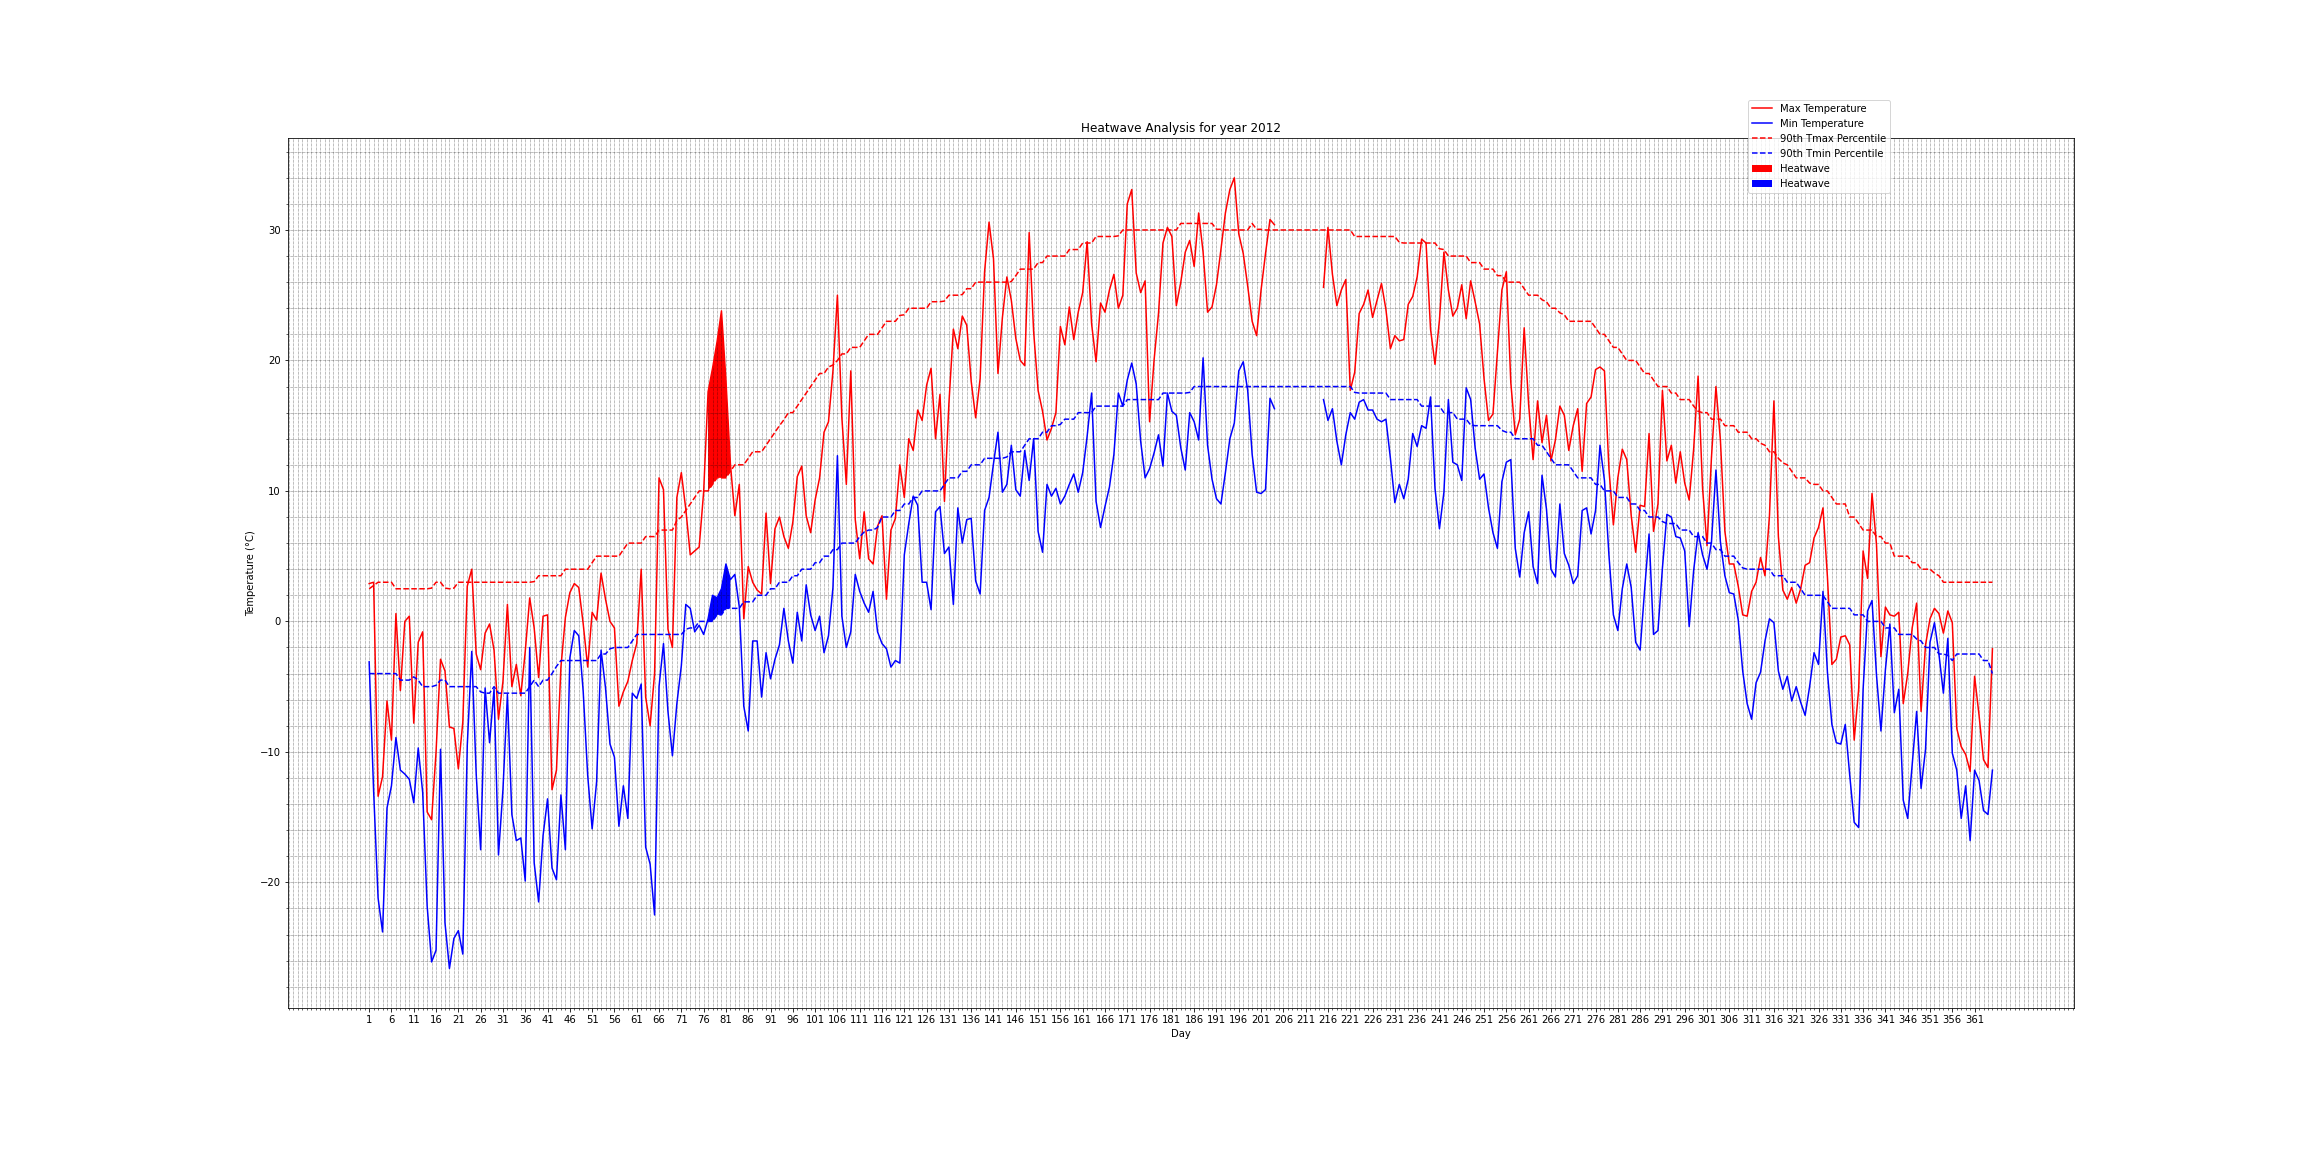 Heatwave Analysis for year 2012
Max Temperature
Min Temperature
90th Tmax Percentile
90th Tmin Percentile
Heatwave
Heatwave
Temperature (°C)
30
20
10
0
−10
−20
1 6 11 16 21 26 31 36 41 46 51 56 61 66 71 76 81 86 91 96 101 106 111 116 121 126 131 136 141 146 151 156 161 166 171 176 181 186 191 196 201 206 211 216 221 226 231 236 241 246 251 256 261 266 271 276 281 286 291 296 301 306 311 316 321 326 331 336 341 346 351 356 361
Day